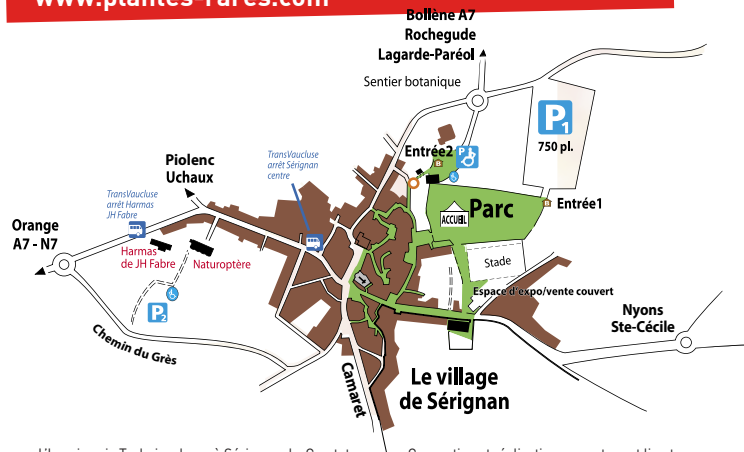 www.plantes-rares.com
Bollène A7
Rochegude
Lagarde-Paréol
Sentier botanique
P1
750 pl.
Entrée2
P
B
Piolenc
Uchaux
TransVaucluse
arrêt Sérignan
centre
TransVaucluse
arrêt Harmas
JH Fabre
Parc
ACCUEIL
Entrée1
Orange
A7 - N7
Harmas
de JH Fabre
Naturoptère
Stade
Espace d'expo/vente couvert
P2
Nyons
Ste-Cécile
Chemin du Grès
Camaret
Le village
de Sérignan